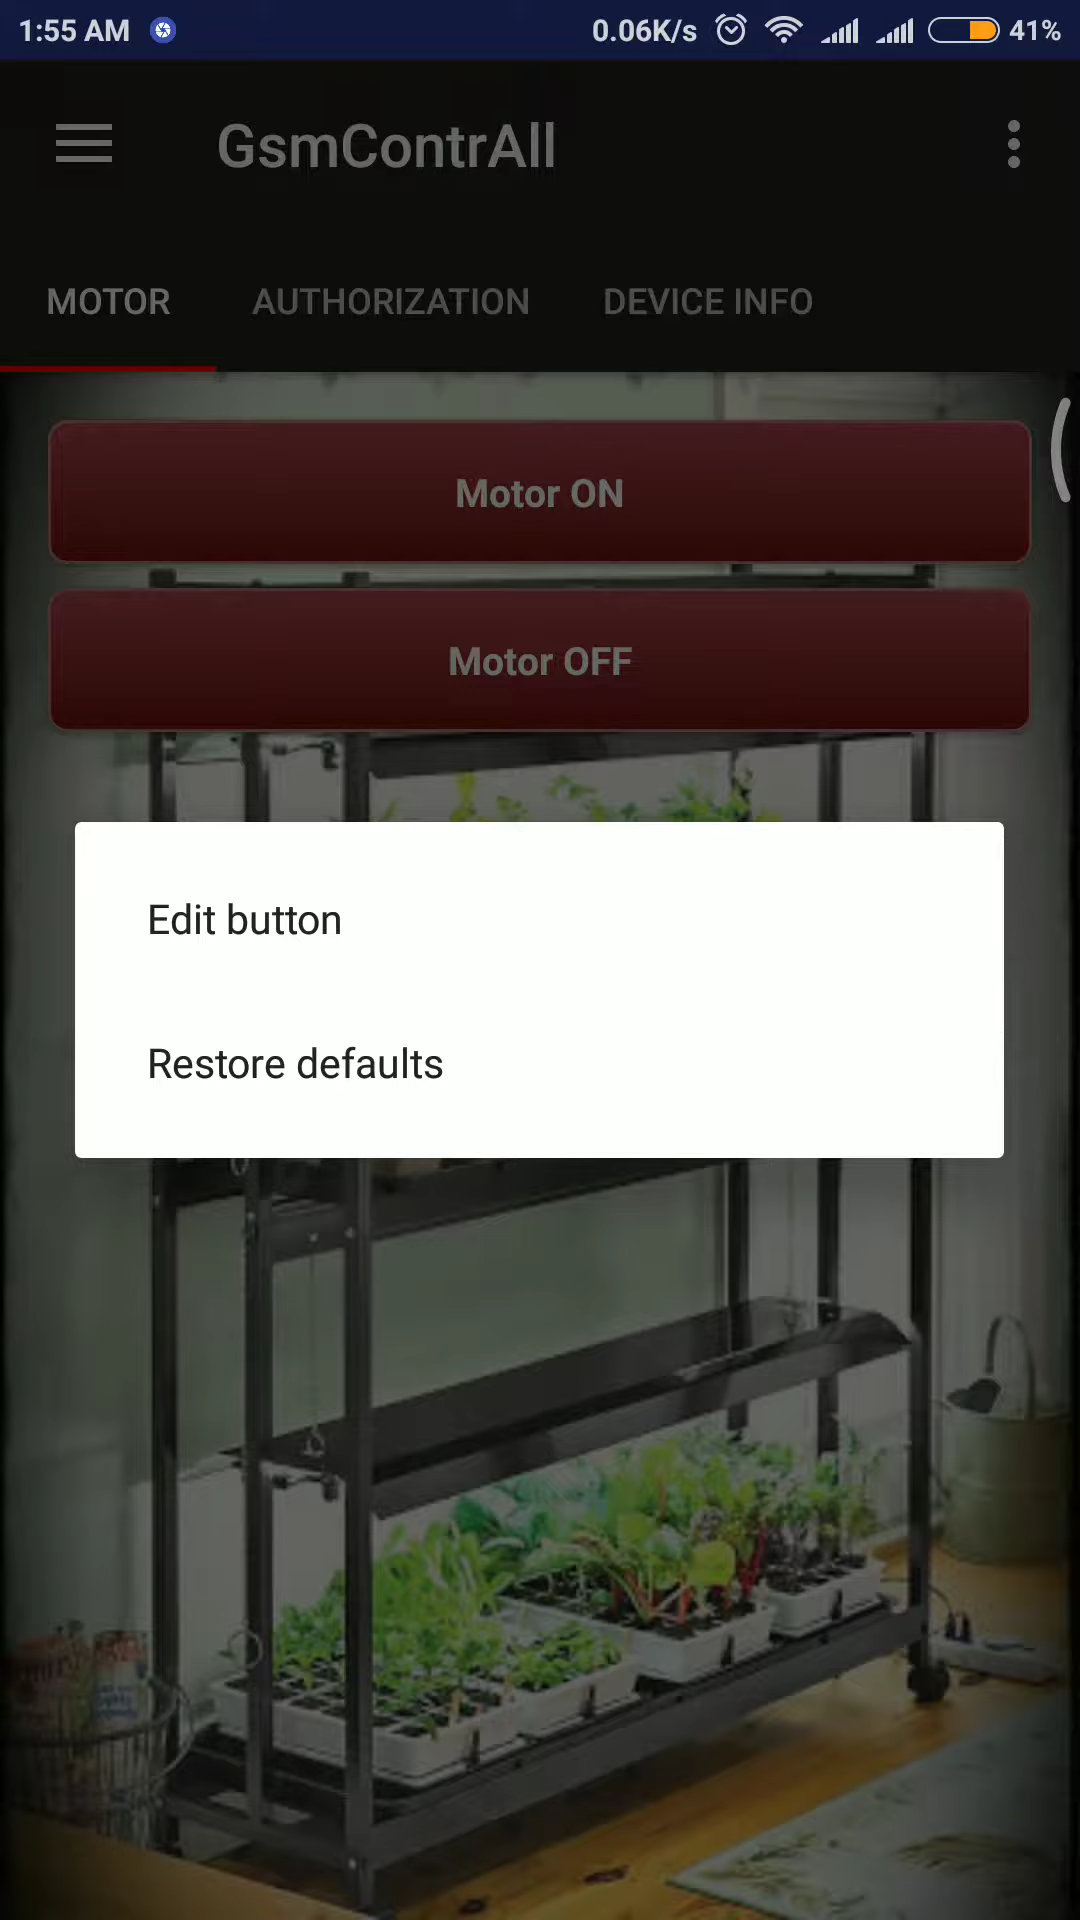 1:55 AM 0.06K/s 41%
GsmContrAll
MOTOR AUTHORIZATION DEVICE INFO
Motor ON
Motor OFF
Edit button
Restore defaults